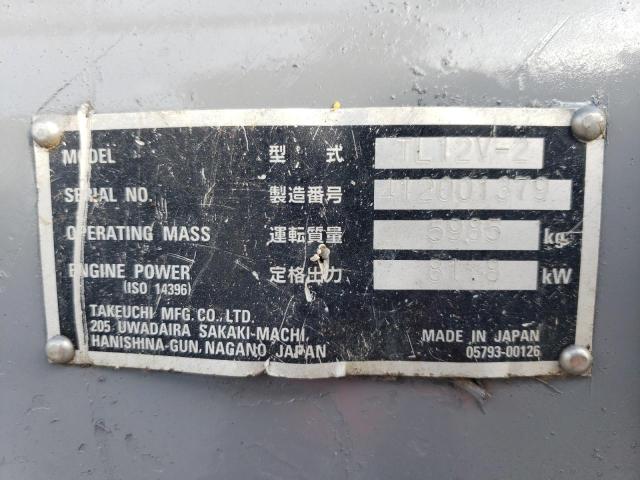 MODEL 型式 TL12V-2
SERIAL NO. 製造番号 412001379
OPERATING MASS 運転質量 5985 kg
ENGINE POWER 定格出力 81.8 kW
(ISO 14396)
TAKEUCHI MFG. CO., LTD.
205 UWADAIRA SAKAKI-MACHI,
HANISHINA-GUN, NAGANO JAPAN
MADE IN JAPAN
05793-00126